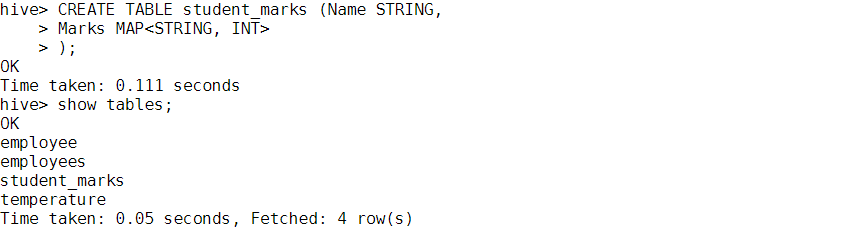 hive> CREATE TABLE student_marks (Name STRING,
    > Marks MAP<STRING, INT>
    > );
OK
Time taken: 0.111 seconds
hive> show tables;
OK
employee
employees
student_marks
temperature
Time taken: 0.05 seconds, Fetched: 4 row(s)